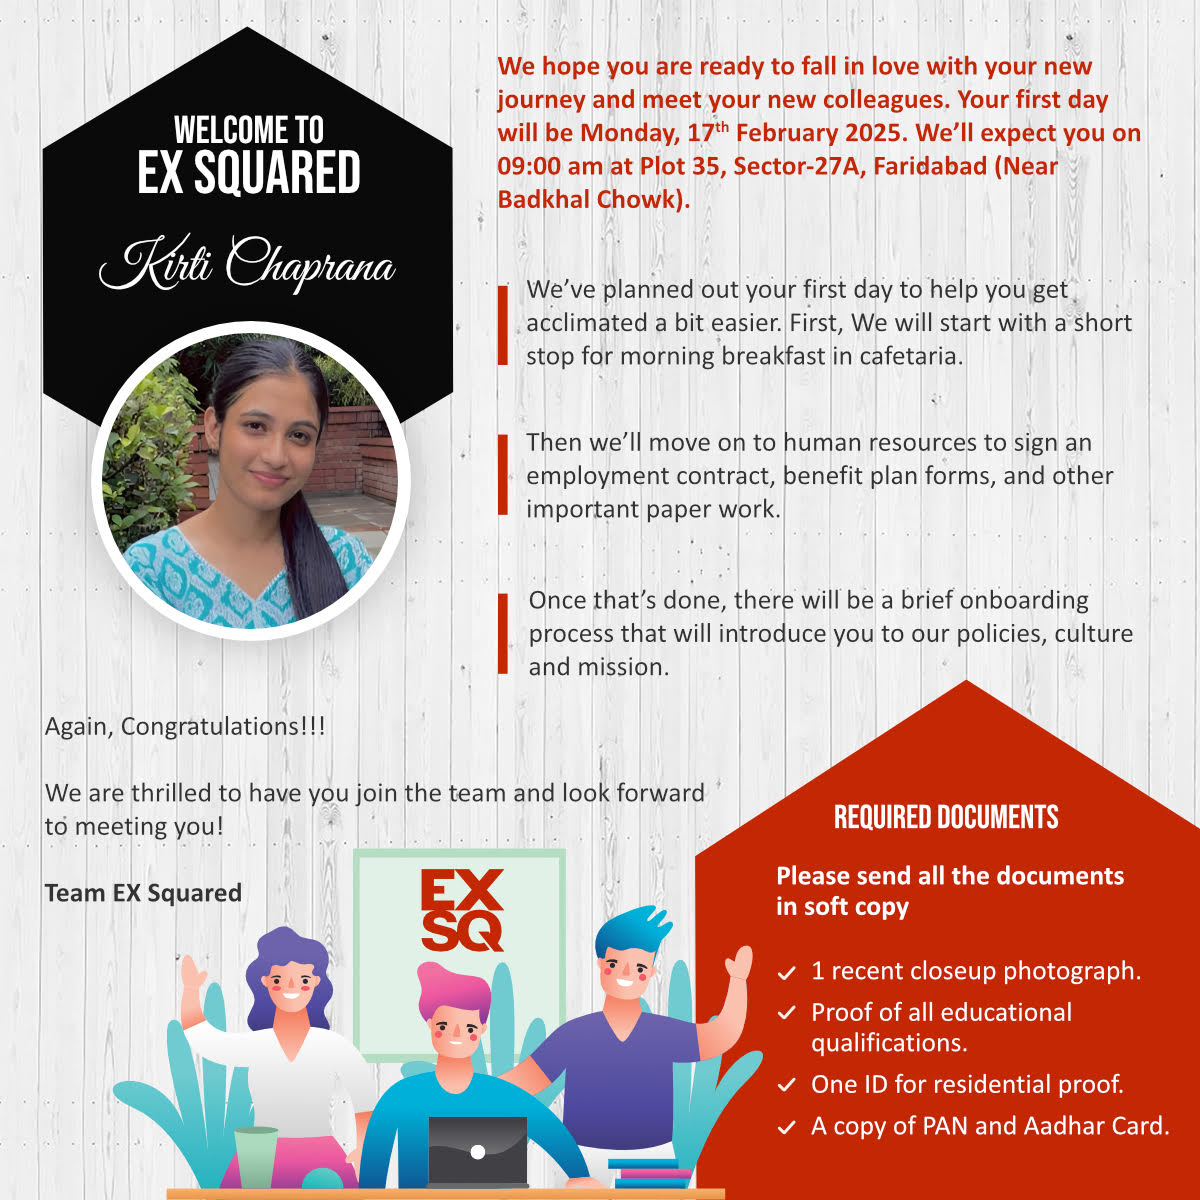 WELCOME TO
EX SQUARED
Kirti Chaprana
We hope you are ready to fall in love with your new
journey and meet your new colleagues. Your first day
will be Monday, 17th February 2025. We’ll expect you on
09:00 am at Plot 35, Sector-27A, Faridabad (Near
Badkhal Chowk).
We’ve planned out your first day to help you get
acclimated a bit easier. First, We will start with a short
stop for morning breakfast in cafetaria.
Then we’ll move on to human resources to sign an
employment contract, benefit plan forms, and other
important paper work.
Once that’s done, there will be a brief onboarding
process that will introduce you to our policies, culture
and mission.
Again, Congratulations!!!
We are thrilled to have you join the team and look forward
to meeting you!
Team EX Squared
EX
SQ
REQUIRED DOCUMENTS
Please send all the documents
in soft copy
1 recent closeup photograph.
Proof of all educational
qualifications.
One ID for residential proof.
A copy of PAN and Aadhar Card.